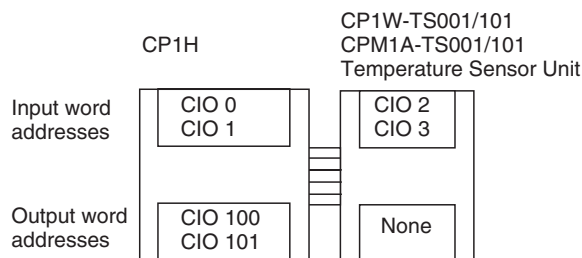 CP1H
CP1W-TS001/101
CPM1A-TS001/101
Temperature Sensor Unit
Input word
addresses
CIO 0
CIO 1
CIO 2
CIO 3
Output word
addresses
CIO 100
CIO 101
None